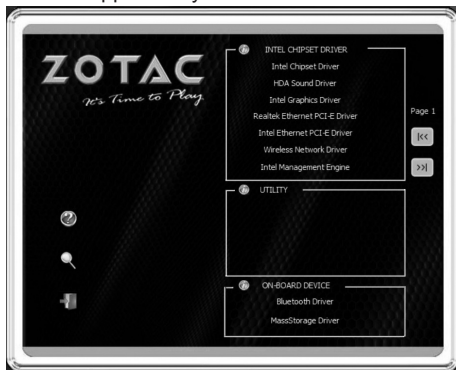 ZOTAC
It's Time to Play
INTEL CHIPSET DRIVER
Intel Chipset Driver
HDA Sound Driver
Intel Graphics Driver
Realtek Ethernet PCI-E Driver
Intel Ethernet PCI-E Driver
Wireless Network Driver
Intel Management Engine
Page 1
|<<
>>|
UTILITY
ON-BOARD DEVICE
Bluetooth Driver
MassStorage Driver